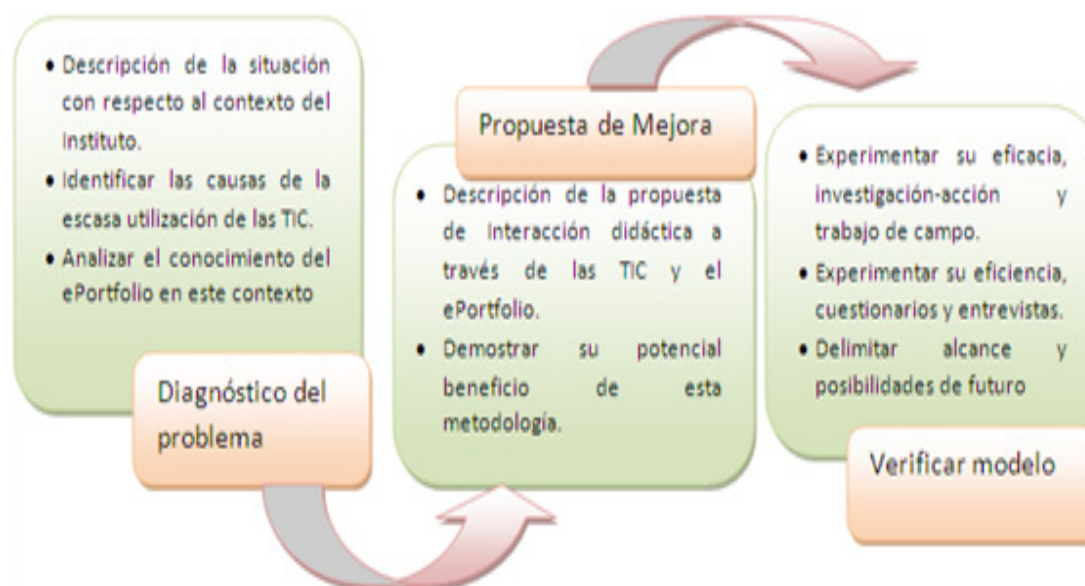 • Descripción de la situación
con respecto al contexto del
Instituto.
• Identificar las causas de la
escasa utilización de las TIC.
• Analizar el conocimiento del
ePortfolio en este contexto
Diagnóstico del
problema
Propuesta de Mejora
• Descripción de la propuesta
de Interacción didáctica a
través de las TIC y el
ePortfolio.
• Demostrar su potencial
beneficio de esta
metodología.
• Experimentar su eficacia,
investigación-acción y
trabajo de campo.
• Experimentar su eficiencia,
cuestionarios y entrevistas.
• Delimitar alcance y
posibilidades de futuro
Verificar modelo